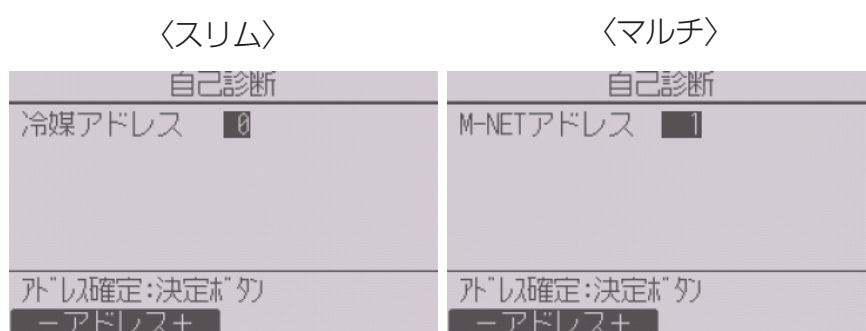 〈スリム〉
自己診断
冷媒アドレス 0
アドレス確定:決定ボタン
−アドレス+
〈マルチ〉
自己診断
M-NETアドレス 1
アドレス確定:決定ボタン
−アドレス+